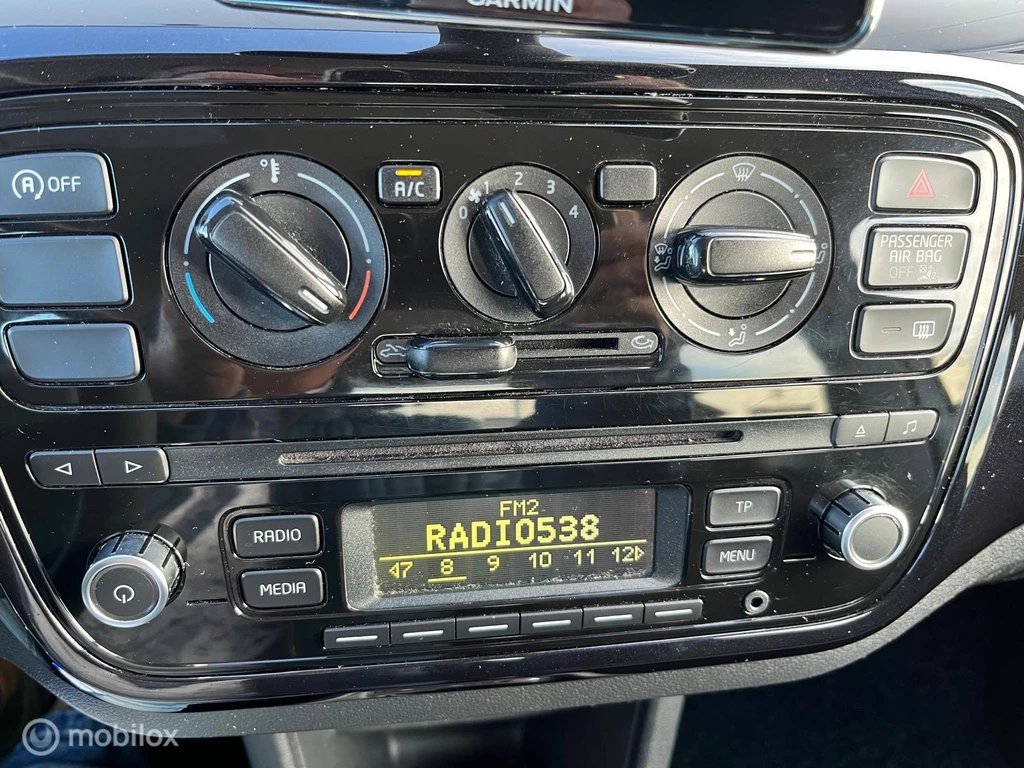 GARMIN
A OFF
A/C
0 1 2 3 4
PASSENGER
AIR BAG
OFF
FM2
RADIO538
7 8 9 10 11 12
RADIO
MEDIA
TP
MENU
mobilox